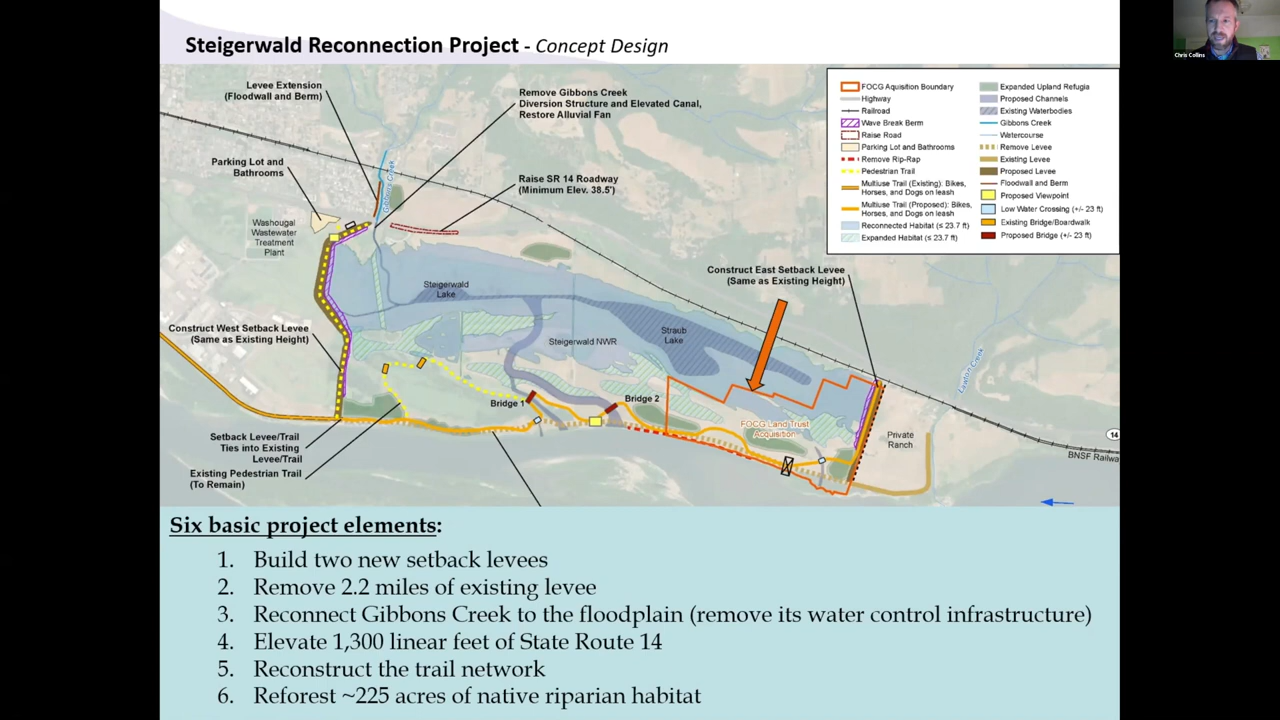 Steigerwald Reconnection Project - Concept Design
Chris Collins
Levee Extension
(Floodwall and Berm)
Remove Gibbons Creek
Diversion Structure and Elevated Canal,
Restore Alluvial Fan
Parking Lot and
Bathrooms
Gibbons Creek
Raise SR 14 Roadway
(Minimum Elev. 38.5')
Washougal
Wastewater
Treatment
Plant
FOCG Aquisition Boundary
Highway
Railroad
Wave Break Berm
Raise Road
Parking Lot and Bathrooms
Remove Rip-Rap
Pedestrian Trail
Multiuse Trail (Existing): Bikes,
Horses, and Dogs on leash
Multiuse Trail (Proposed): Bikes,
Horses, and Dogs on leash
Reconnected Habitat (≤ 23.7 ft)
Expanded Habitat (≤ 23.7 ft)
Expanded Upland Refugia
Proposed Channels
Existing Waterbodies
Gibbons Creek
Watercourse
Remove Levee
Existing Levee
Proposed Levee
Floodwall and Berm
Proposed Viewpoint
Low Water Crossing (+/- 23 ft)
Existing Bridge/Boardwalk
Proposed Bridge (+/- 23 ft)
Construct East Setback Levee
(Same as Existing Height)
Steigerwald
Lake
Construct West Setback Levee
(Same as Existing Height)
Straub
Lake
Steigerwald NWR
Lawton Creek
Bridge 1
Bridge 2
FOCG Land Trust
Acquisition
Private
Ranch
14
BNSF Railwa
Setback Levee/Trail
Ties into Existing
Levee/Trail
Existing Pedestrian Trail
(To Remain)
Six basic project elements:
1. Build two new setback levees
2. Remove 2.2 miles of existing levee
3. Reconnect Gibbons Creek to the floodplain (remove its water control infrastructure)
4. Elevate 1,300 linear feet of State Route 14
5. Reconstruct the trail network
6. Reforest ~225 acres of native riparian habitat